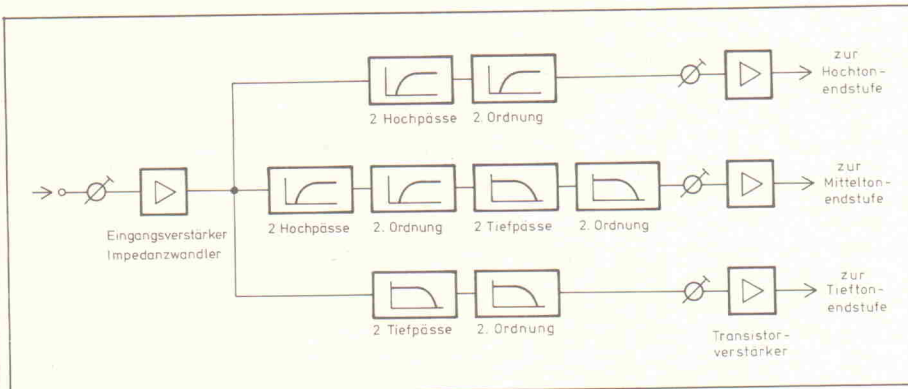 zur
Hochton-
endstufe
2 Hochpässe 2. Ordnung
zur
Mittelton-
endstufe
Eingangsverstärker
Impedanzwandler
2 Hochpässe 2. Ordnung 2 Tiefpässe 2. Ordnung
zur
Tiefton-
endstufe
2 Tiefpässe 2. Ordnung
Transistor-
verstärker